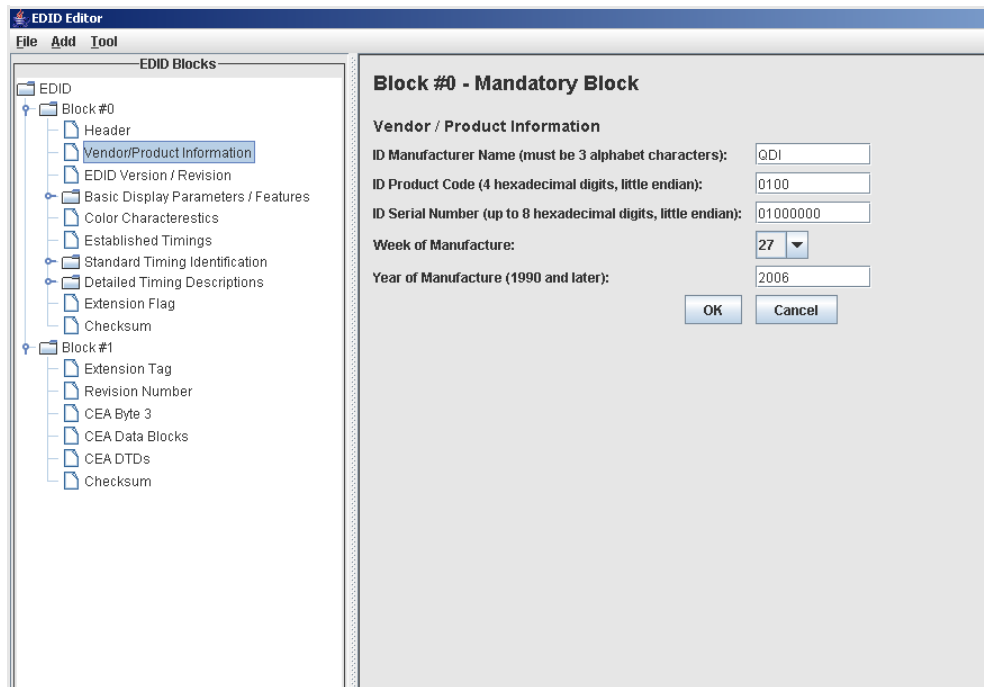 EDID Editor
File Add Tool
EDID Blocks
EDID
Block #0
Header
Vendor/Product Information
EDID Version / Revision
Basic Display Parameters / Features
Color Characterestics
Established Timings
Standard Timing Identification
Detailed Timing Descriptions
Extension Flag
Checksum
Block #1
Extension Tag
Revision Number
CEA Byte 3
CEA Data Blocks
CEA DTDs
Checksum
Block #0 - Mandatory Block
Vendor / Product Information
ID Manufacturer Name (must be 3 alphabet characters): QDI
ID Product Code (4 hexadecimal digits, little endian): 0100
ID Serial Number (up to 8 hexadecimal digits, little endian): 01000000
Week of Manufacture: 27
Year of Manufacture (1990 and later): 2006
OK Cancel